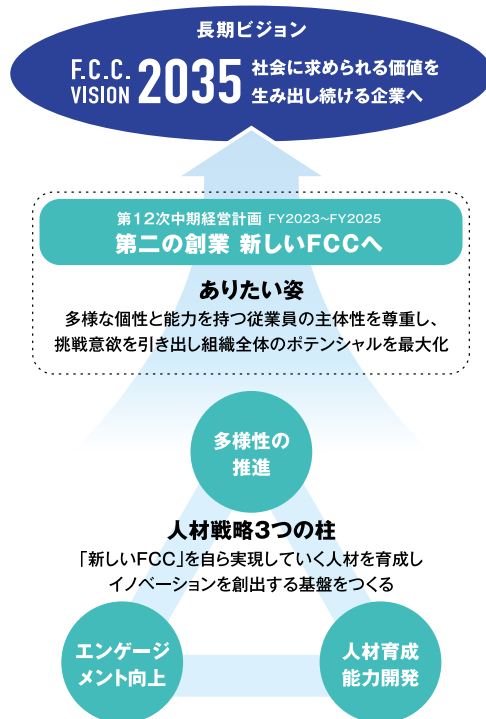 長期ビジョン
F.C.C. VISION 2035
社会に求められる価値を
生み出し続ける企業へ
第12次中期経営計画 FY2023~FY2025
第二の創業 新しいFCCへ
ありたい姿
多様な個性と能力を持つ従業員の主体性を尊重し、
挑戦意欲を引き出し組織全体のポテンシャルを最大化
多様性の
推進
人材戦略3つの柱
「新しいFCC」を自ら実現していく人材を育成し
イノベーションを創出する基盤をつくる
エンゲージ
メント向上
人材育成
能力開発